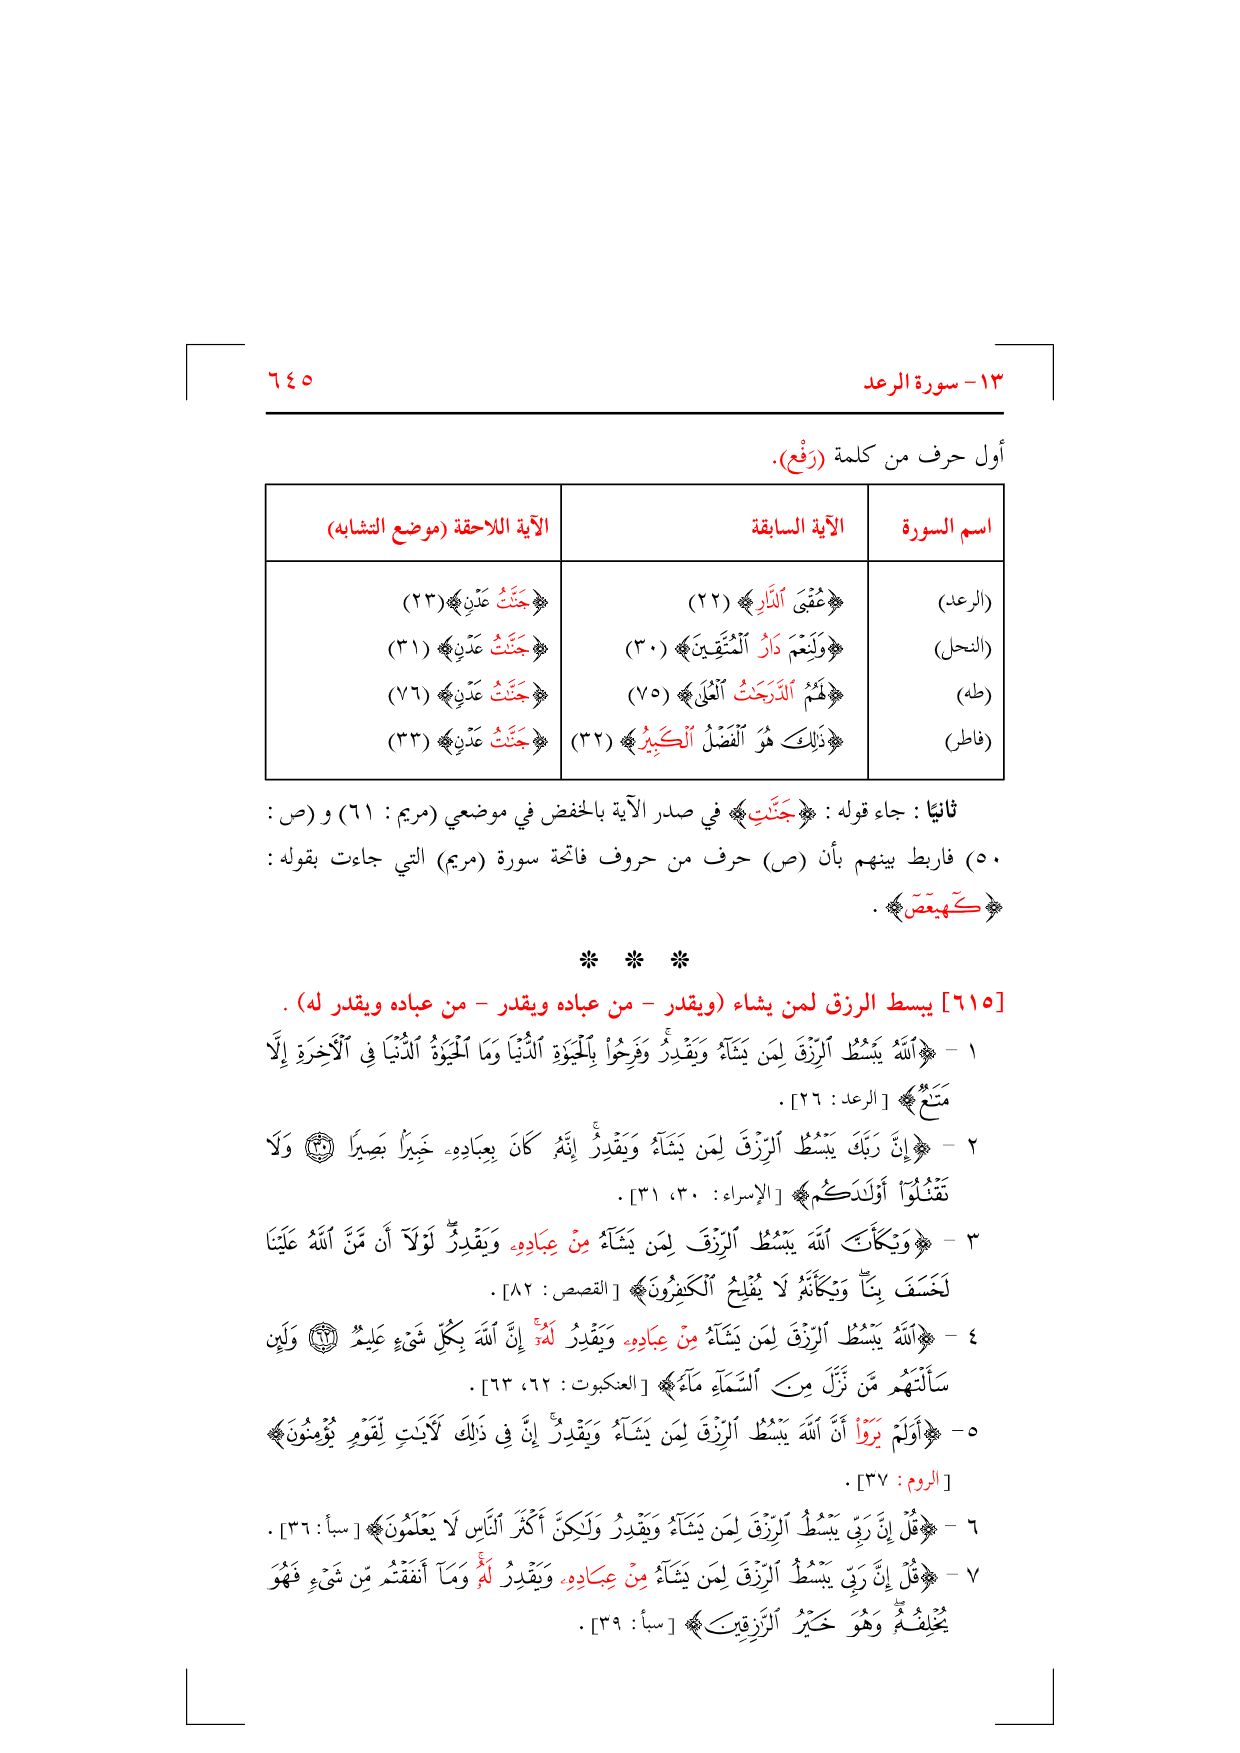 ١٣- سورة الرعد ٦٤٥
أول حرف من كلمة (رَفْع).
اسم السورة الآية السابقة الآية اللاحقة (موضع التشابه)
(الرعد) ﴿عُقْبَى ٱلدَّارِ﴾ (٢٢) ﴿جَنَّـٰتُ عَدْنٍ﴾(٢٣)
(النحل) ﴿وَلَنِعْمَ دَارُ ٱلْمُتَّقِينَ﴾ (٣٠) ﴿جَنَّـٰتُ عَدْنٍ﴾ (٣١)
(طه) ﴿لَهُمُ ٱلدَّرَجَـٰتُ ٱلْعُلَىٰ﴾ (٧٥) ﴿جَنَّـٰتُ عَدْنٍ﴾ (٧٦)
(فاطر) ﴿ذَٰلِكَ هُوَ ٱلْفَضْلُ ٱلْكَبِيرُ﴾ (٣٢) ﴿جَنَّـٰتُ عَدْنٍ﴾ (٣٣)
ثانيًا : جاء قوله : ﴿جَنَّـٰتِ﴾ في صدر الآية بالخفض في موضعي (مريم : ٦١) و (ص :
٥٠) فاربط بينهم بأن (ص) حرف من حروف فاتحة سورة (مريم) التي جاءت بقوله :
﴿كٓهيعٓصٓ﴾ .
❊ ❊ ❊
[٦١٥] يبسط الرزق لمن يشاء (ويقدر – من عباده ويقدر – من عباده ويقدر له) .
١ – ﴿ٱللَّهُ يَبْسُطُ ٱلرِّزْقَ لِمَن يَشَآءُ وَيَقْدِرُ ۚ وَفَرِحُوا۟ بِٱلْحَيَوٰةِ ٱلدُّنْيَا وَمَا ٱلْحَيَوٰةُ ٱلدُّنْيَا فِى ٱلْـَٔاخِرَةِ إِلَّا
مَتَـٰعٌ﴾ [الرعد : ٢٦] .
٢ – ﴿إِنَّ رَبَّكَ يَبْسُطُ ٱلرِّزْقَ لِمَن يَشَآءُ وَيَقْدِرُ ۚ إِنَّهُۥ كَانَ بِعِبَادِهِۦ خَبِيرًۢا بَصِيرًا ۝٣٠ وَلَا
تَقْتُلُوٓا۟ أَوْلَـٰدَكُمْ﴾ [الإسراء : ٣٠، ٣١] .
٣ – ﴿وَيْكَأَنَّ ٱللَّهَ يَبْسُطُ ٱلرِّزْقَ لِمَن يَشَآءُ مِنْ عِبَادِهِۦ وَيَقْدِرُ ۖ لَوْلَآ أَن مَّنَّ ٱللَّهُ عَلَيْنَا
لَخَسَفَ بِنَا ۖ وَيْكَأَنَّهُۥ لَا يُفْلِحُ ٱلْكَـٰفِرُونَ﴾ [القصص : ٨٢] .
٤ – ﴿ٱللَّهُ يَبْسُطُ ٱلرِّزْقَ لِمَن يَشَآءُ مِنْ عِبَادِهِۦ وَيَقْدِرُ لَهُۥٓ ۚ إِنَّ ٱللَّهَ بِكُلِّ شَىْءٍ عَلِيمٌ ۝٦٢ وَلَئِن
سَأَلْتَهُم مَّن نَّزَّلَ مِنَ ٱلسَّمَآءِ مَآءً﴾ [العنكبوت : ٦٢، ٦٣] .
٥– ﴿أَوَلَمْ يَرَوْا۟ أَنَّ ٱللَّهَ يَبْسُطُ ٱلرِّزْقَ لِمَن يَشَآءُ وَيَقْدِرُ ۚ إِنَّ فِى ذَٰلِكَ لَـَٔايَـٰتٍ لِّقَوْمٍ يُؤْمِنُونَ﴾
[الروم : ٣٧] .
٦ – ﴿قُلْ إِنَّ رَبِّى يَبْسُطُ ٱلرِّزْقَ لِمَن يَشَآءُ وَيَقْدِرُ وَلَـٰكِنَّ أَكْثَرَ ٱلنَّاسِ لَا يَعْلَمُونَ﴾ [سبأ : ٣٦] .
٧ – ﴿قُلْ إِنَّ رَبِّى يَبْسُطُ ٱلرِّزْقَ لِمَن يَشَآءُ مِنْ عِبَادِهِۦ وَيَقْدِرُ لَهُۥ ۚ وَمَآ أَنفَقْتُم مِّن شَىْءٍ فَهُوَ
يُخْلِفُهُۥ ۖ وَهُوَ خَيْرُ ٱلرَّٰزِقِينَ﴾ [سبأ : ٣٩] .